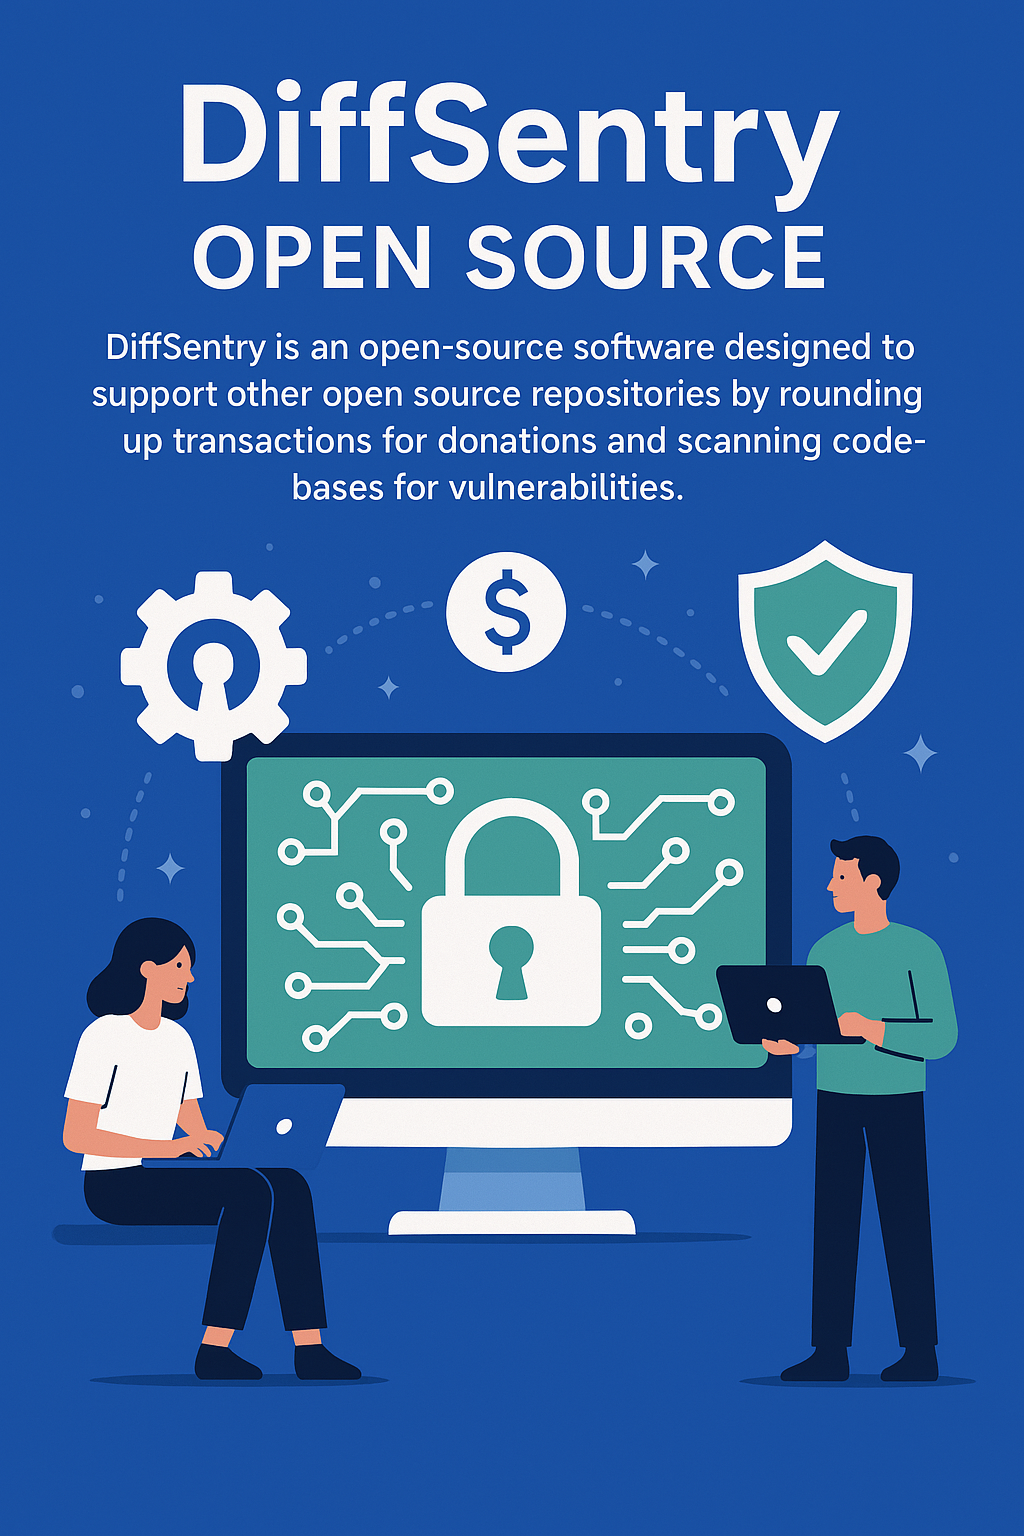 DiffSentry
OPEN SOURCE
DiffSentry is an open-source software designed to
support other open source repositories by rounding
up transactions for donations and scanning code-
bases for vulnerabilities.
$